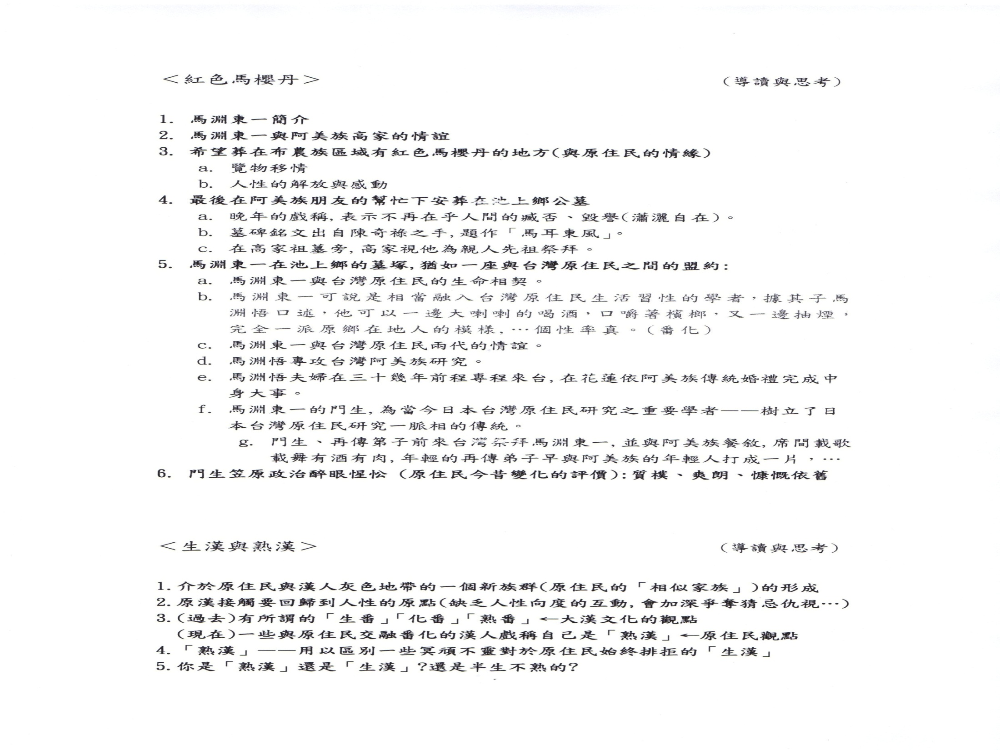 ＜紅色馬櫻丹＞ （導讀與思考）
1. 馬淵東一簡介
2. 馬淵東一與阿美族高家的情誼
3. 希望葬在布農族區域有紅色馬櫻丹的地方(與原住民的情緣)
a. 覽物移情
b. 人性的解放與感動
4. 最後在阿美族朋友的幫忙下安葬在池上鄉公墓
a. 晚年的戲稱,表示不再在乎人間的臧否、毀譽(瀟灑自在)。
b. 墓碑銘文出自陳奇祿之手,題作「馬耳東風」。
c. 在高家祖墓旁,高家視他為親人先祖祭拜。
5. 馬淵東一在池上鄉的墓塚,猶如一座與台灣原住民之間的盟約:
a. 馬淵東一與台灣原住民的生命相契。
b. 馬淵東一可說是相當融入台灣原住民生活習性的學者，據其子馬
淵悟口述，他可以一邊大喇喇的喝酒，口嚼著檳榔，又一邊抽煙，
完全一派原鄉在地人的模樣,…個性率真。(番化)
c. 馬淵東一與台灣原住民兩代的情誼。
d. 馬淵悟專攻台灣阿美族研究。
e. 馬淵悟夫婦在三十幾年前程專程來台,在花蓮依阿美族傳統婚禮完成中
身大事。
f. 馬淵東一的門生,為當今日本台灣原住民研究之重要學者——樹立了日
本台灣原住民研究一脈相的傳統。
g. 門生、再傳第子前來台灣祭拜馬淵東一,並與阿美族餐敘,席間載歌
載舞有酒有肉,年輕的再傳弟子早與阿美族的年輕人打成一片，…
6. 門生笠原政治醉眼惺忪 (原住民今昔變化的評價):質樸、爽朗、慷慨依舊
＜生漢與熟漢＞ （導讀與思考）
1. 介於原住民與漢人灰色地帶的一個新族群(原住民的「相似家族」)的形成
2. 原漢接觸要回歸到人性的原點(缺乏人性向度的互動,會加深爭奪猜忌仇視…)
3. (過去)有所謂的「生番」「化番」「熟番」←大漢文化的觀點
(現在)一些與原住民交融番化的漢人戲稱自己是「熟漢」←原住民觀點
4. 「熟漢」——用以區別一些冥頑不靈對於原住民始終排拒的「生漢」
5. 你是「熟漢」還是「生漢」?還是半生不熟的?